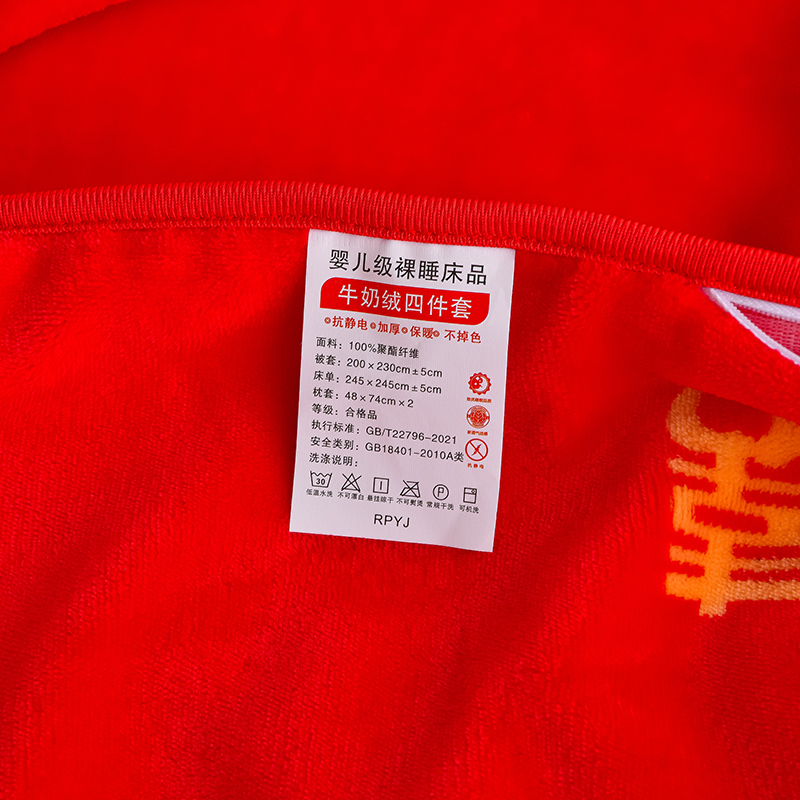 婴儿级裸睡床品
牛奶绒四件套
抗静电 加厚 保暖 不掉色
面料：100%聚酯纤维
被套：200×230cm±5cm
床单：245×245cm±5cm
枕套：48×74cm×2
等级：合格品
执行标准：GB/T22796-2021
安全类别：GB18401-2010A类
洗涤说明：
抗静电
30
P
低温水洗 不可漂白 悬挂晾干 不可熨烫 常规干洗 可机洗
RPYJ